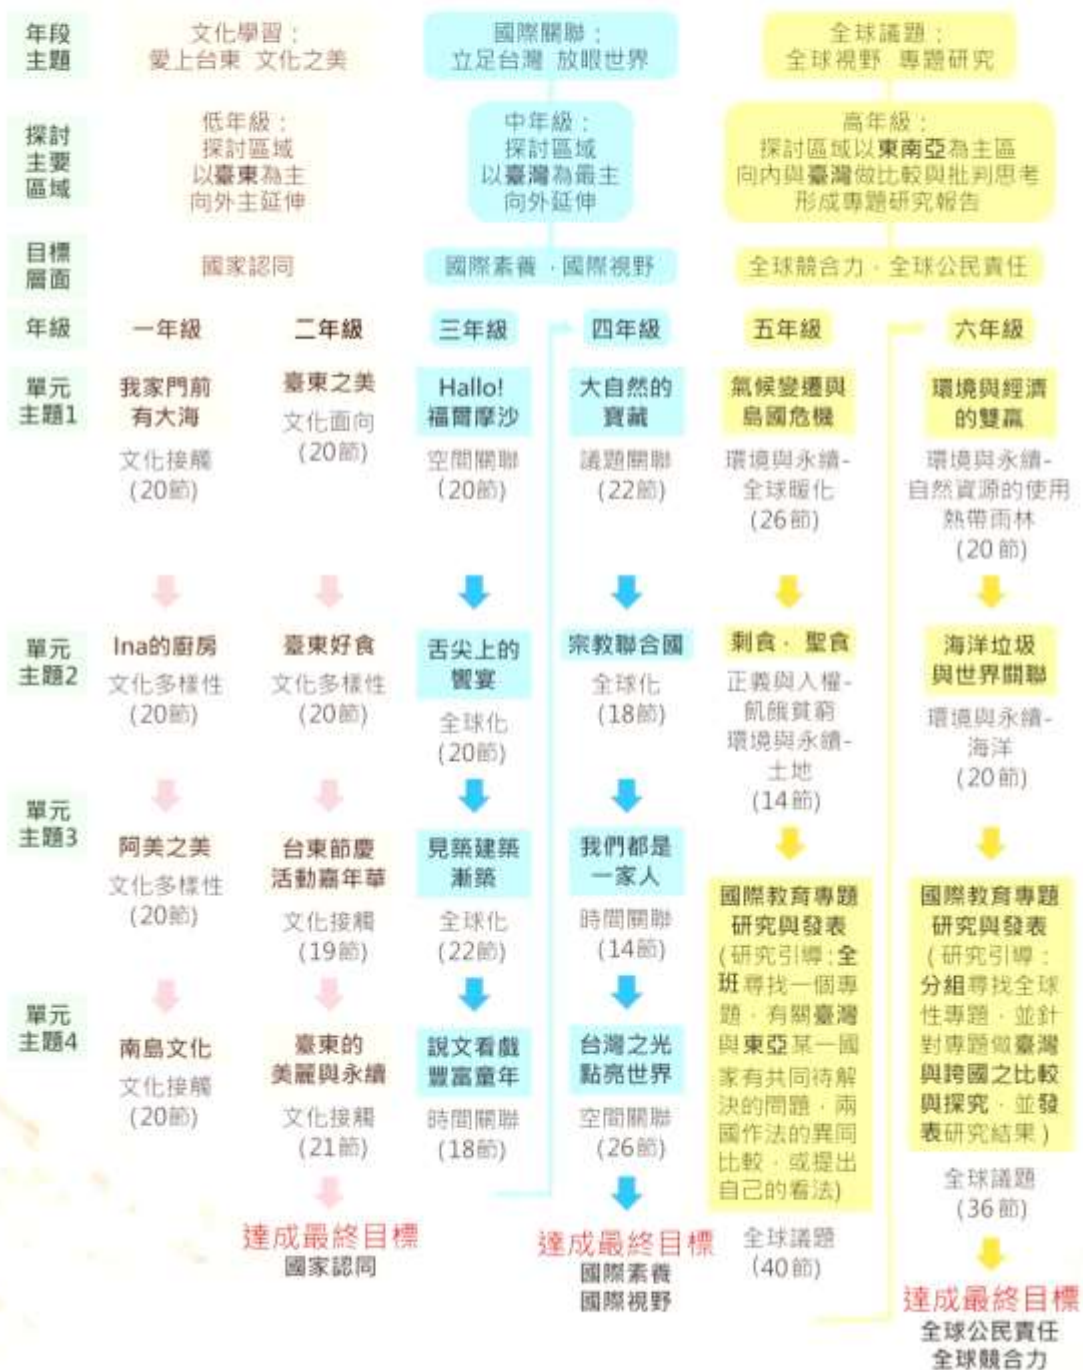 年段
主題
文化學習：
愛上台東 文化之美
國際關聯：
立足台灣 放眼世界
全球議題：
全球視野 專題研究
探討
主要
區域
低年級：
探討區域
以臺東為主
向外主延伸
中年級：
探討區域
以臺灣為最主
向外延伸
高年級：
探討區域以東南亞為主區
向內與臺灣做比較與批判思考
形成專題研究報告
目標
層面
國家認同
國際素養．國際視野
全球競合力．全球公民責任
年級
一年級
二年級
三年級
四年級
五年級
六年級
單元
主題1
我家門前
有大海
文化接觸
(20節)
臺東之美
文化面向
(20節)
Hallo!
福爾摩沙
空間關聯
(20節)
大自然的
寶藏
議題關聯
(22節)
氣候變遷與
島國危機
環境與永續-
全球暖化
(26節)
環境與經濟
的雙贏
環境與永續-
自然資源的使用
熱帶雨林
(20節)
單元
主題2
Ina的廚房
文化多樣性
(20節)
臺東好食
文化多樣性
(20節)
舌尖上的
饗宴
全球化
(20節)
宗教聯合國
全球化
(18節)
剩食．聖食
正義與人權-
飢餓貧窮
環境與永續-
土地
(14節)
海洋垃圾
與世界關聯
環境與永續-
海洋
(20節)
單元
主題3
阿美之美
文化多樣性
(20節)
台東節慶
活動嘉年華
文化接觸
(19節)
見築建築
漸築
全球化
(22節)
我們都是
一家人
時間關聯
(14節)
國際教育專題
研究與發表
(研究引導：全
班尋找一個專
題．有關臺灣
與東亞某一國
家有共同待解
決的問題．兩
國作法的異同
比較．或提出
自己的看法)
全球議題
(40節)
國際教育專題
研究與發表
(研究引導：
分組尋找全球
性專題．並針
對專題做臺灣
與跨國之比較
與探究．並發
表研究結果)
全球議題
(36節)
單元
主題4
南島文化
文化接觸
(20節)
臺東的
美麗與永續
文化接觸
(21節)
說文看戲
豐富童年
時間關聯
(18節)
台灣之光
點亮世界
空間關聯
(26節)
達成最終目標
國家認同
達成最終目標
國際素養
國際視野
達成最終目標
全球公民責任
全球競合力